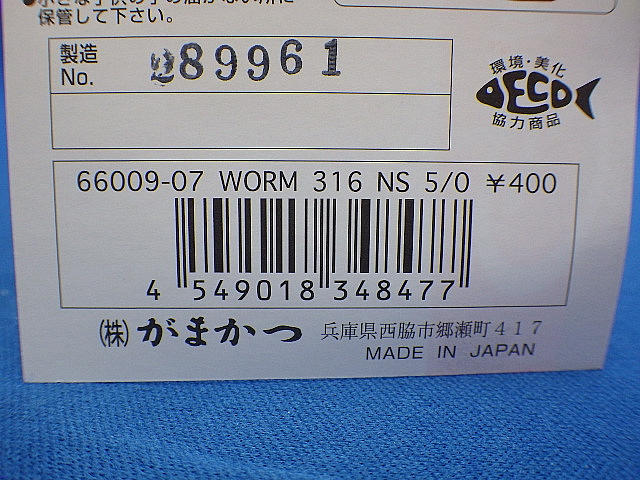 保管して下さい。
製造
No.
89961
環境・美化
ECO
協力商品
66009-07 WORM 316 NS 5/0 ¥400
4 549018 348477
(株) がまかつ 兵庫県西脇市郷瀬町417
MADE IN JAPAN